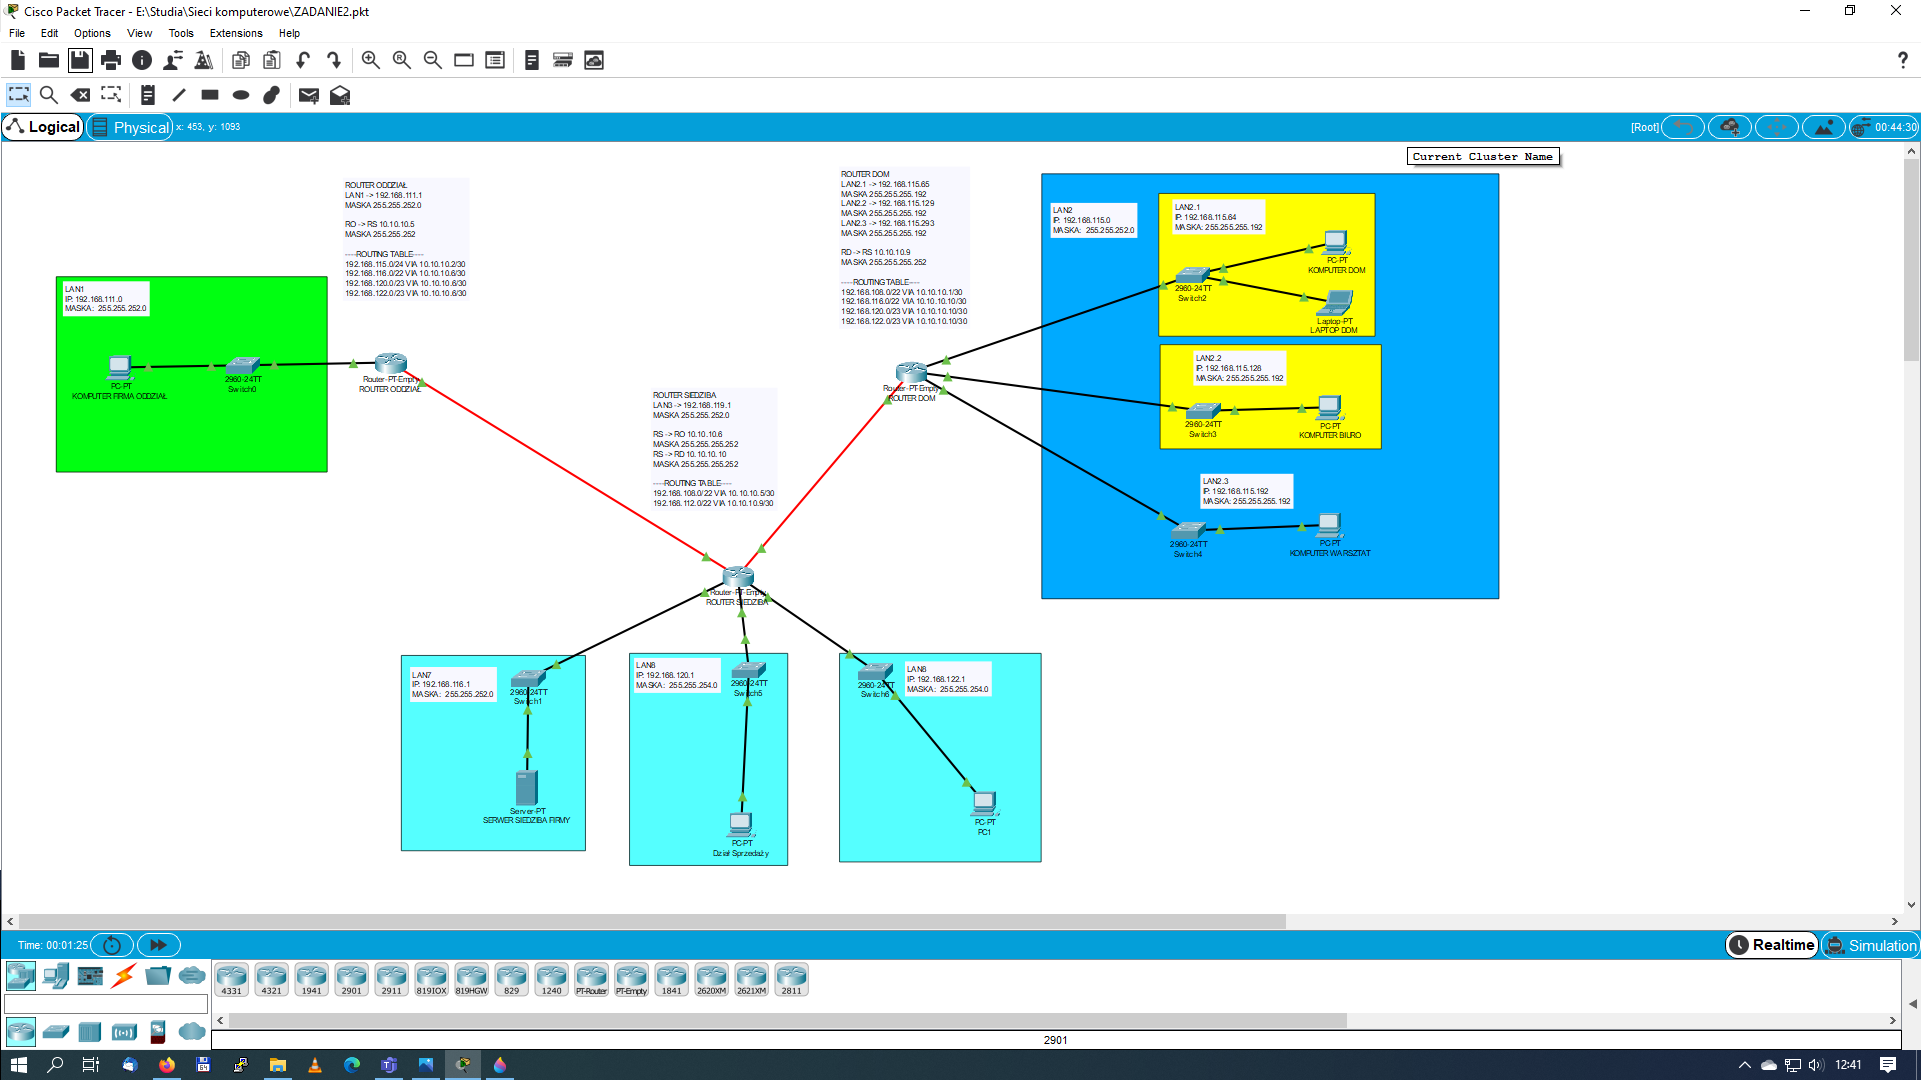 Cisco Packet Tracer - E:\Studia\Sieci komputerowe\ZADANIE2.pkt
File Edit Options View Tools Extensions Help
?
Logical
Physical
x: 453, y: 1093
[Root]
00:44:30
Current Cluster Name
ROUTER ODDZIAŁ
LAN1 -> 192.168.111.1
MASKA 255.255.252.0
RO -> RS 10.10.10.5
MASKA 255.255.252
----ROUTING TABLE----
192.168.115.0/24 VIA 10.10.10.2/30
192.168.116.0/22 VIA 10.10.10.6/30
192.168.120.0/23 VIA 10.10.10.6/30
192.168.122.0/23 VIA 10.10.10.6/30
ROUTER DOM
LAN2.1 -> 192.168.115.65
MASKA 255.255.255.192
LAN2.2 -> 192.168.115.129
MASKA 255.255.255.192
LAN2.3 -> 192.168.115.293
MASKA 255.255.255.192
RD -> RS 10.10.10.9
MASKA 255.255.255.252
----ROUTING TABLE----
192.168.108.0/22 VIA 10.10.10.1/30
192.168.116.0/22 VIA 10.10.10.10/30
192.168.120.0/23 VIA 10.10.10.10/30
192.168.122.0/23 VIA 10.10.10.10/30
LAN1
IP: 192.168.111.0
MASKA: 255.255.252.0
PC-PT
KOMPUTER FIRMA ODDZIAŁ
2960-24TT
Switch0
Router-PT-Empty
ROUTER ODDZIAŁ
ROUTER SIEDZIBA
LAN3 -> 192.168.119.1
MASKA 255.255.252.0
RS -> RO 10.10.10.6
MASKA 255.255.255.252
RS -> RD 10.10.10.10
MASKA 255.255.255.252
----ROUTING TABLE----
192.168.108.0/22 VIA 10.10.10.5/30
192.168.112.0/22 VIA 10.10.10.9/30
Router-PT-Empty
ROUTER DOM
LAN2
IP: 192.168.115.0
MASKA: 255.255.252.0
LAN2.1
IP: 192.168.115.64
MASKA: 255.255.255.192
PC-PT
KOMPUTER DOM
2960-24TT
Switch2
Laptop-PT
LAPTOP DOM
LAN2.2
IP: 192.168.115.128
MASKA: 255.255.255.192
2960-24TT
Switch3
PC-PT
KOMPUTER BIURO
LAN2.3
IP: 192.168.115.192
MASKA: 255.255.255.192
2960-24TT
Switch4
PC-PT
KOMPUTER WARSZTAT
Router-PT-Empty
ROUTER SIEDZIBA
LAN7
IP: 192.168.116.1
MASKA: 255.255.252.0
2960-24TT
Switch1
Server-PT
SERWER SIEDZIBA FIRMY
LAN8
IP: 192.168.120.1
MASKA: 255.255.254.0
2960-24TT
Switch5
PC-PT
Dział Sprzedaży
2960-24TT
Switch6
LAN8
IP: 192.168.122.1
MASKA: 255.255.254.0
PC-PT
PC1
Time: 00:01:25
Realtime
Simulation
4331 4321 1941 2901 2911 819IOX 819HGW 829 1240 PT-Router PT-Empty 1841 2620XM 2621XM 2811
2901
64
12:41